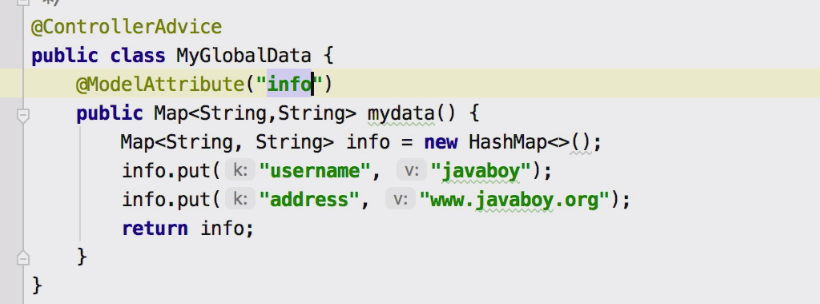 */
@ControllerAdvice
public class MyGlobalData {
    @ModelAttribute("info")
    public Map<String,String> mydata() {
        Map<String, String> info = new HashMap<>();
        info.put( k: "username", v: "javaboy");
        info.put( k: "address", v: "www.javaboy.org");
        return info;
    }
}